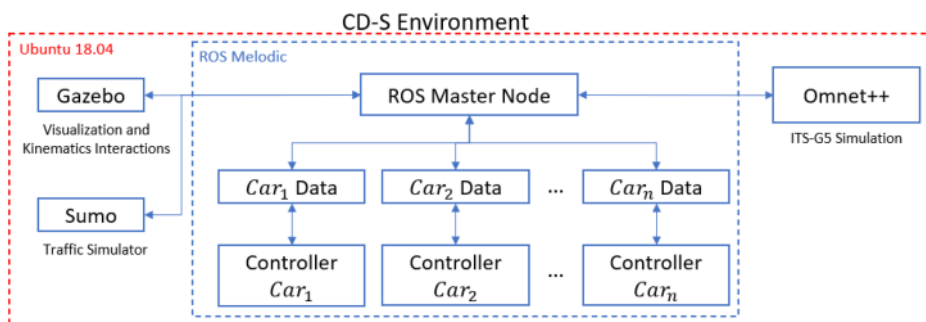 CD-S Environment
Ubuntu 18.04
ROS Melodic
Gazebo
ROS Master Node
Omnet++
Visualization and
Kinematics Interactions
ITS-G5 Simulation
Car₁ Data
Car₂ Data
...
Carₙ Data
Sumo
Traffic Simulator
Controller
Car₁
Controller
Car₂
...
Controller
Carₙ